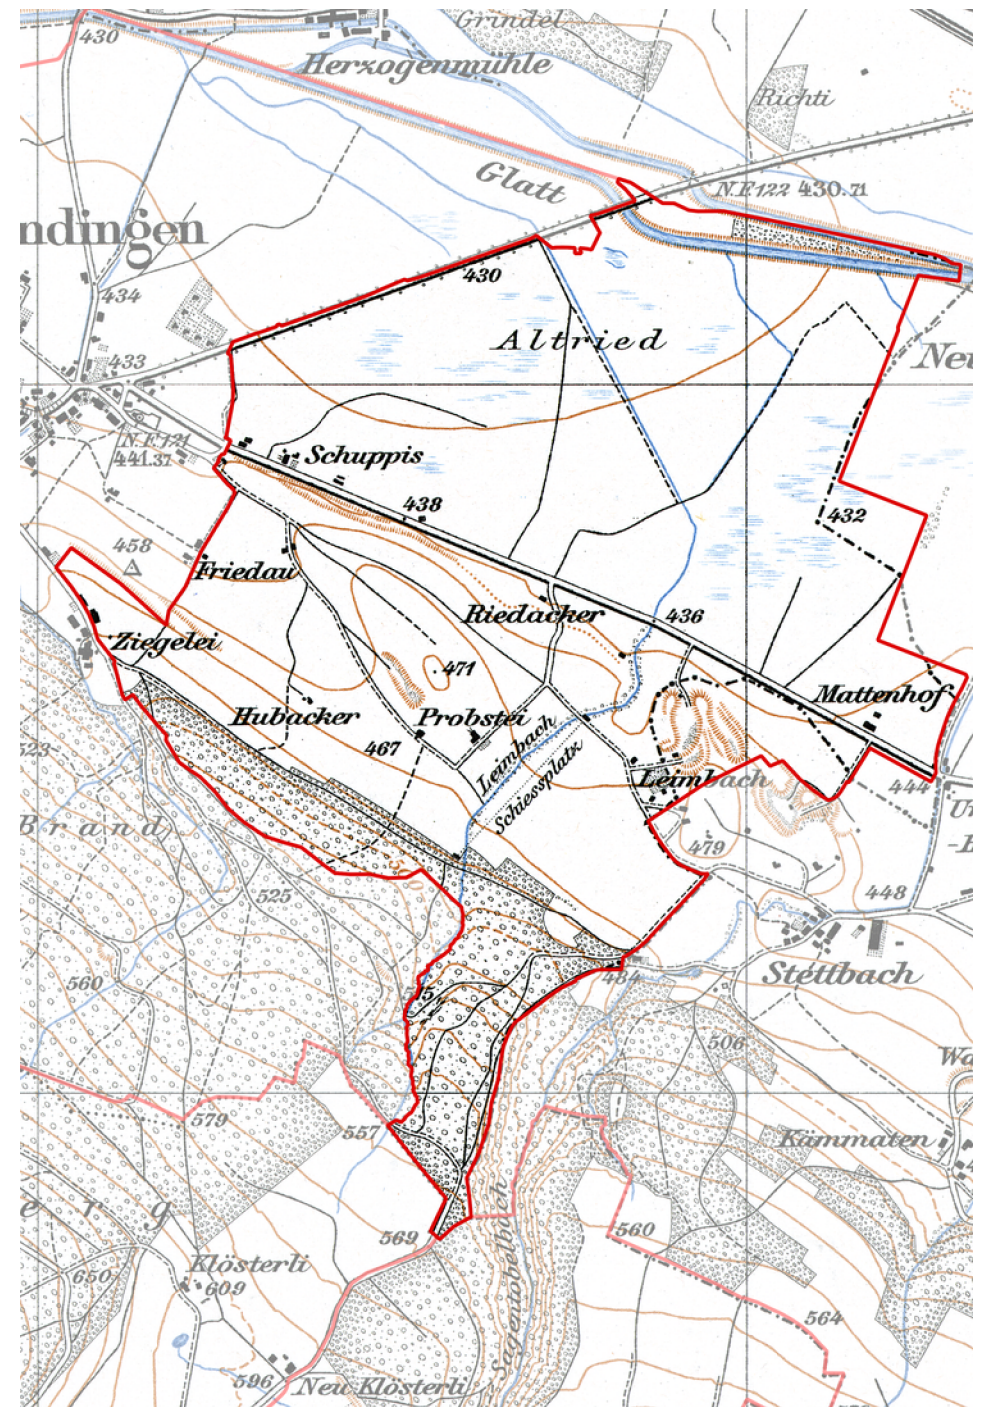 Grindel
430
Herzogenmühle
Richti
Glatt
N.F.122 430.71
ndingen
430
434
Altried
433
N.F.121
441.37
Schuppis
438
432
458
Friedau
Riedacker
436
Ziegelei
471
Mattenhof
Hubacker
Probstei
467
Leimbach
Schiessplatz
Leimbach
444
523
Brand
479
525
448
560
484
Stettbach
506
579
557
Kämmaten
erg
569
560
Klösterli
609
650
Sagentobelbach
564
596
Neu Klösterli